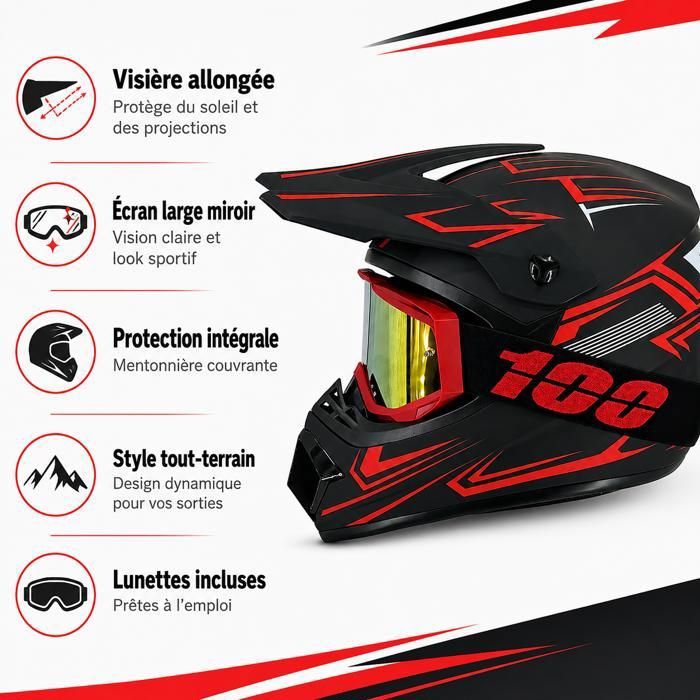 Visière allongée
Protège du soleil et
des projections
Écran large miroir
Vision claire et
look sportif
Protection intégrale
Mentonnière couvrante
Style tout-terrain
Design dynamique
pour vos sorties
Lunettes incluses
Prêtes à l'emploi
100